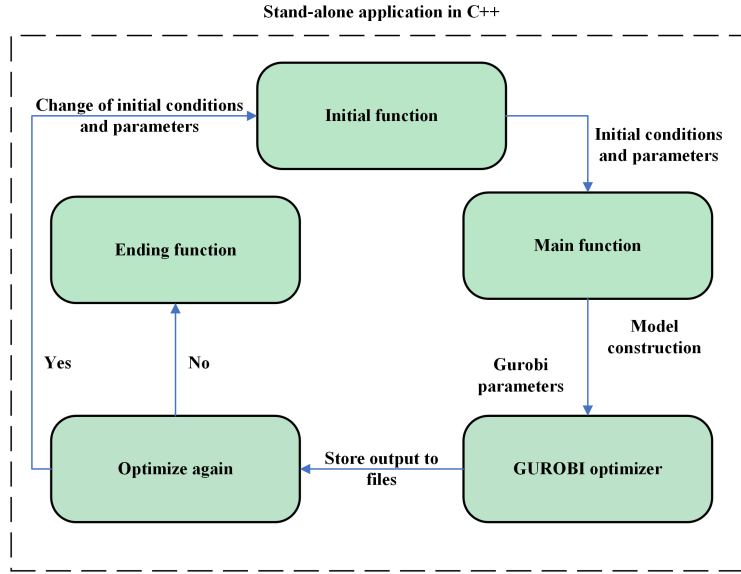 Stand-alone application in C++
Change of initial conditions
and parameters
Initial function
Initial conditions
and parameters
Ending function
Main function
Model
construction
Yes
No
Gurobi
parameters
Optimize again
Store output to
files
GUROBI optimizer